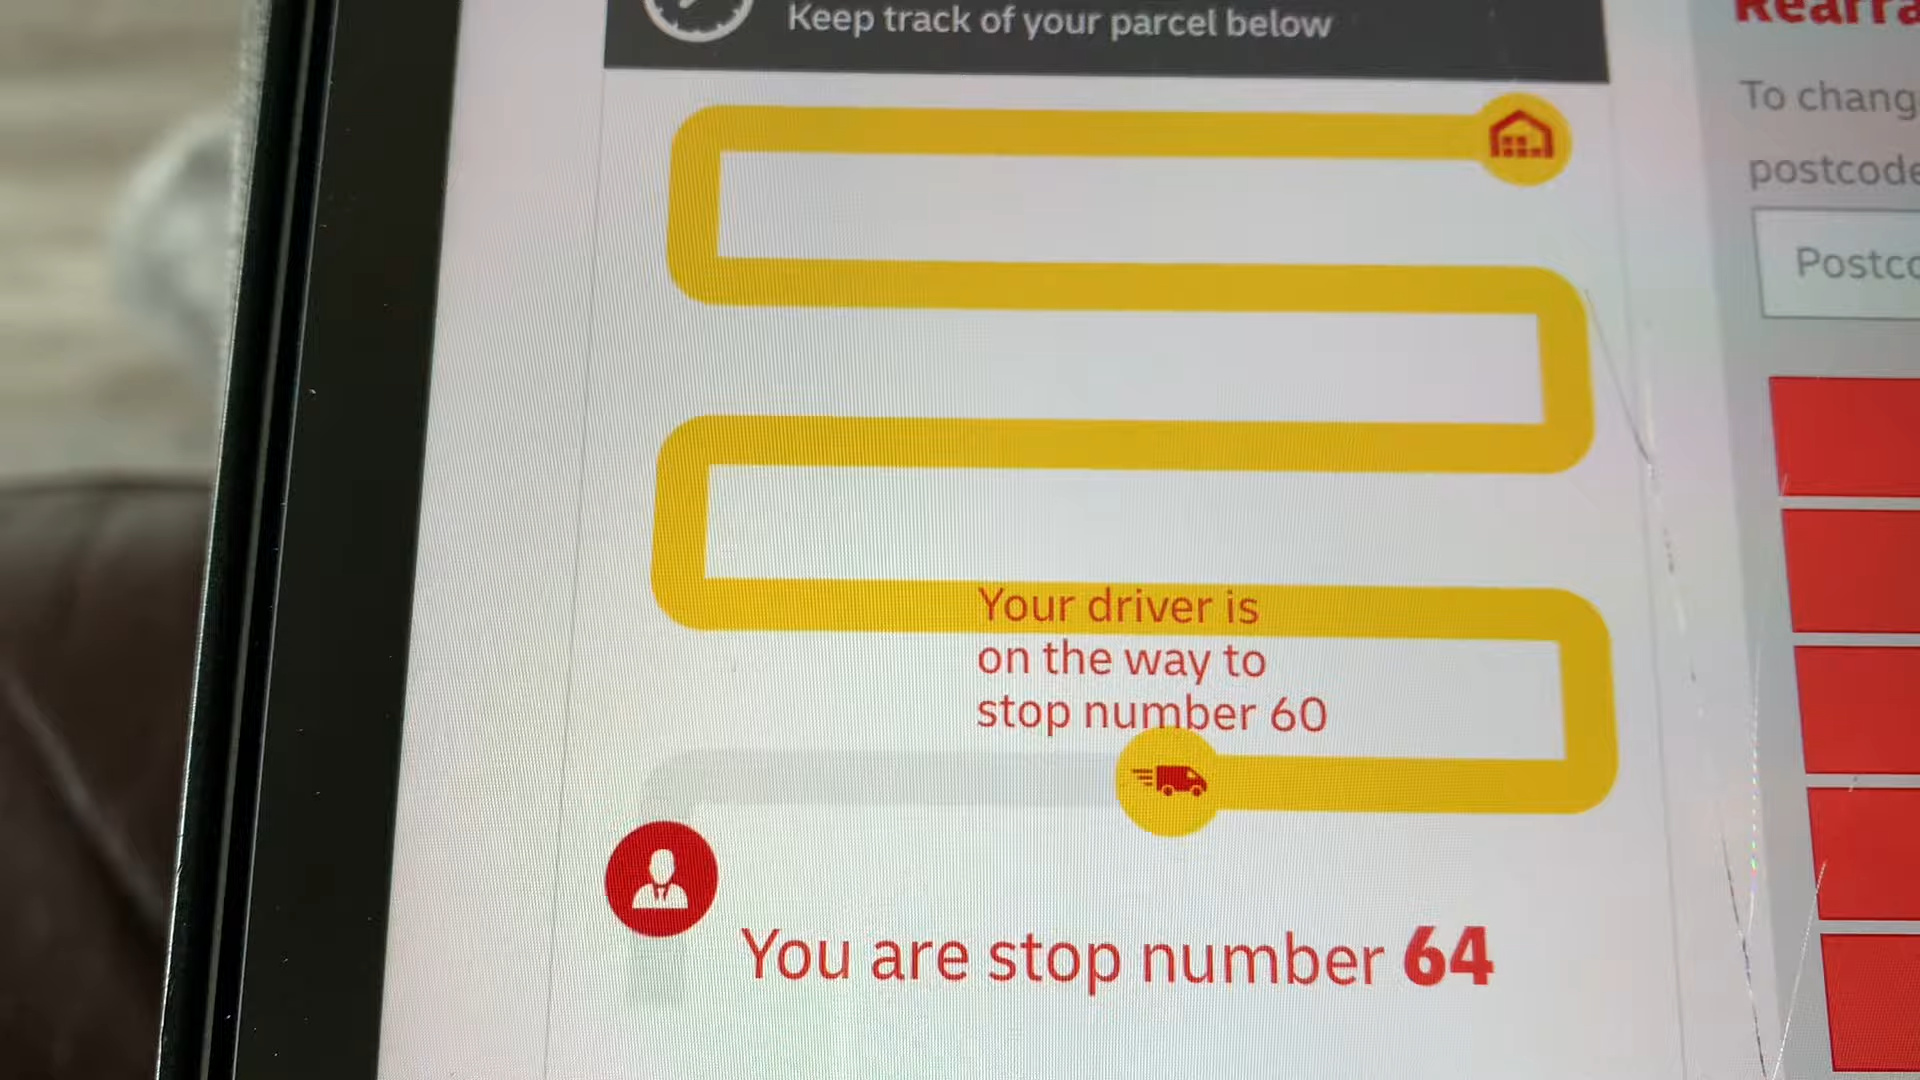 Keep track of your parcel below
To chang
postcode
Postco
Your driver is
on the way to
stop number 60
You are stop number 64